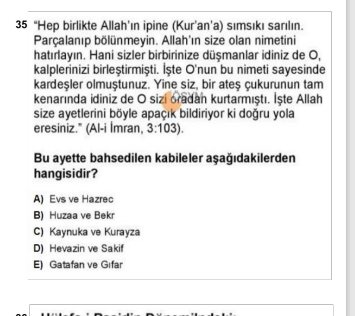 35 “Hep birlikte Allah'ın ipine (Kur'an'a) sımsıkı sarılın.
Parçalanıp bölünmeyin. Allah'ın size olan nimetini
hatırlayın. Hani sizler birbirinize düşmanlar idiniz de O,
kalplerinizi birleştirmişti. İşte O'nun bu nimeti sayesinde
kardeşler olmuştunuz. Yine siz, bir ateş çukurunun tam
kenarında idiniz de O sizi oradan kurtarmıştı. İşte Allah
size ayetlerini böyle apaçık bildiriyor ki doğru yola
eresiniz.” (Al-i İmran, 3:103).
Bu ayette bahsedilen kabileler aşağıdakilerden
hangisidir?
A) Evs ve Hazrec
B) Huzaa ve Bekr
C) Kaynuka ve Kurayza
D) Hevazin ve Sakif
E) Gatafan ve Gıfar